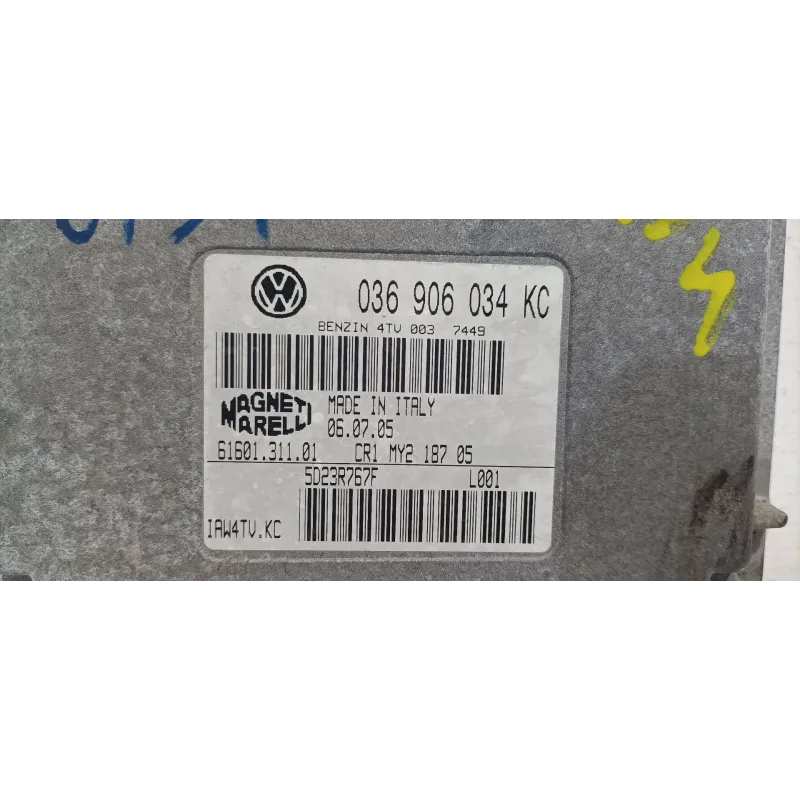 036 906 034 KC
BENZIN 4TV 003 7449
MAGNETI MARELLI
MADE IN ITALY
06.07.05
61601.311.01 CR1 MY2 187 05
5D23R767F L001
IAW4TV.KC